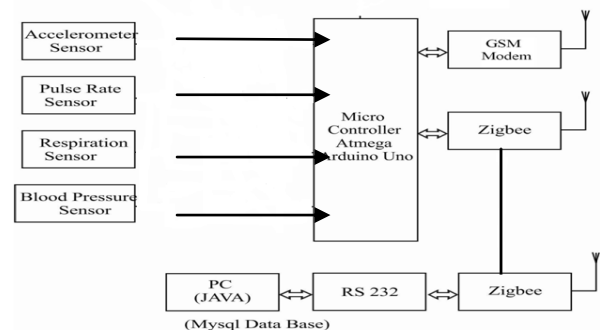 Accelerometer
Sensor
Pulse Rate
Sensor
Respiration
Sensor
Blood Pressure
Sensor
Micro
Controller
Atmega
Arduino Uno
GSM
Modem
Zigbee
PC
(JAVA)
RS 232
Zigbee
(Mysql Data Base)